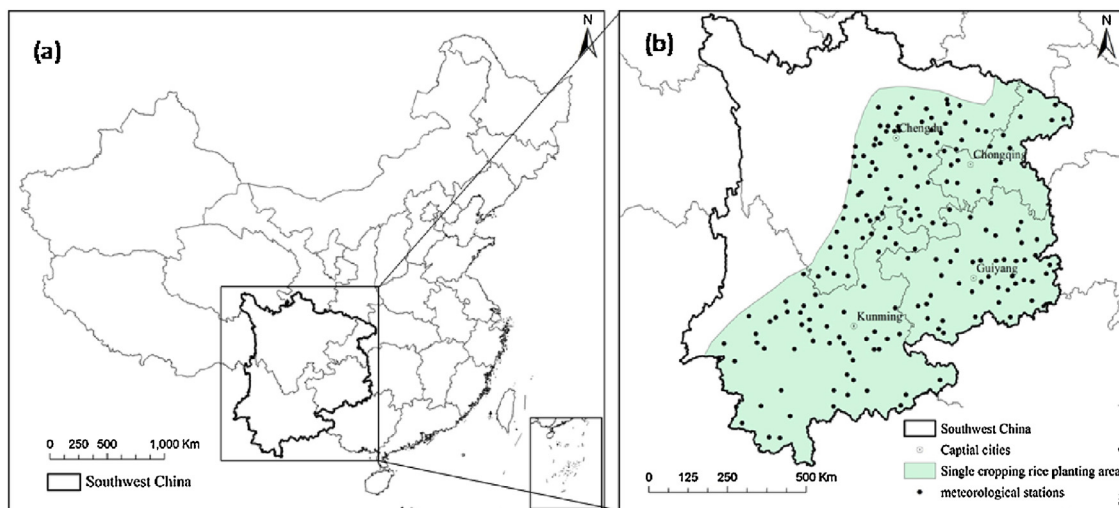 (a)
N
0 250 500 1,000 Km
Southwest China
(b)
N
Chengdu
Chongqing
Guiyang
Kunming
0 125 250 500 Km
Southwest China
Captial cities
Single cropping rice planting area
meteorological stations